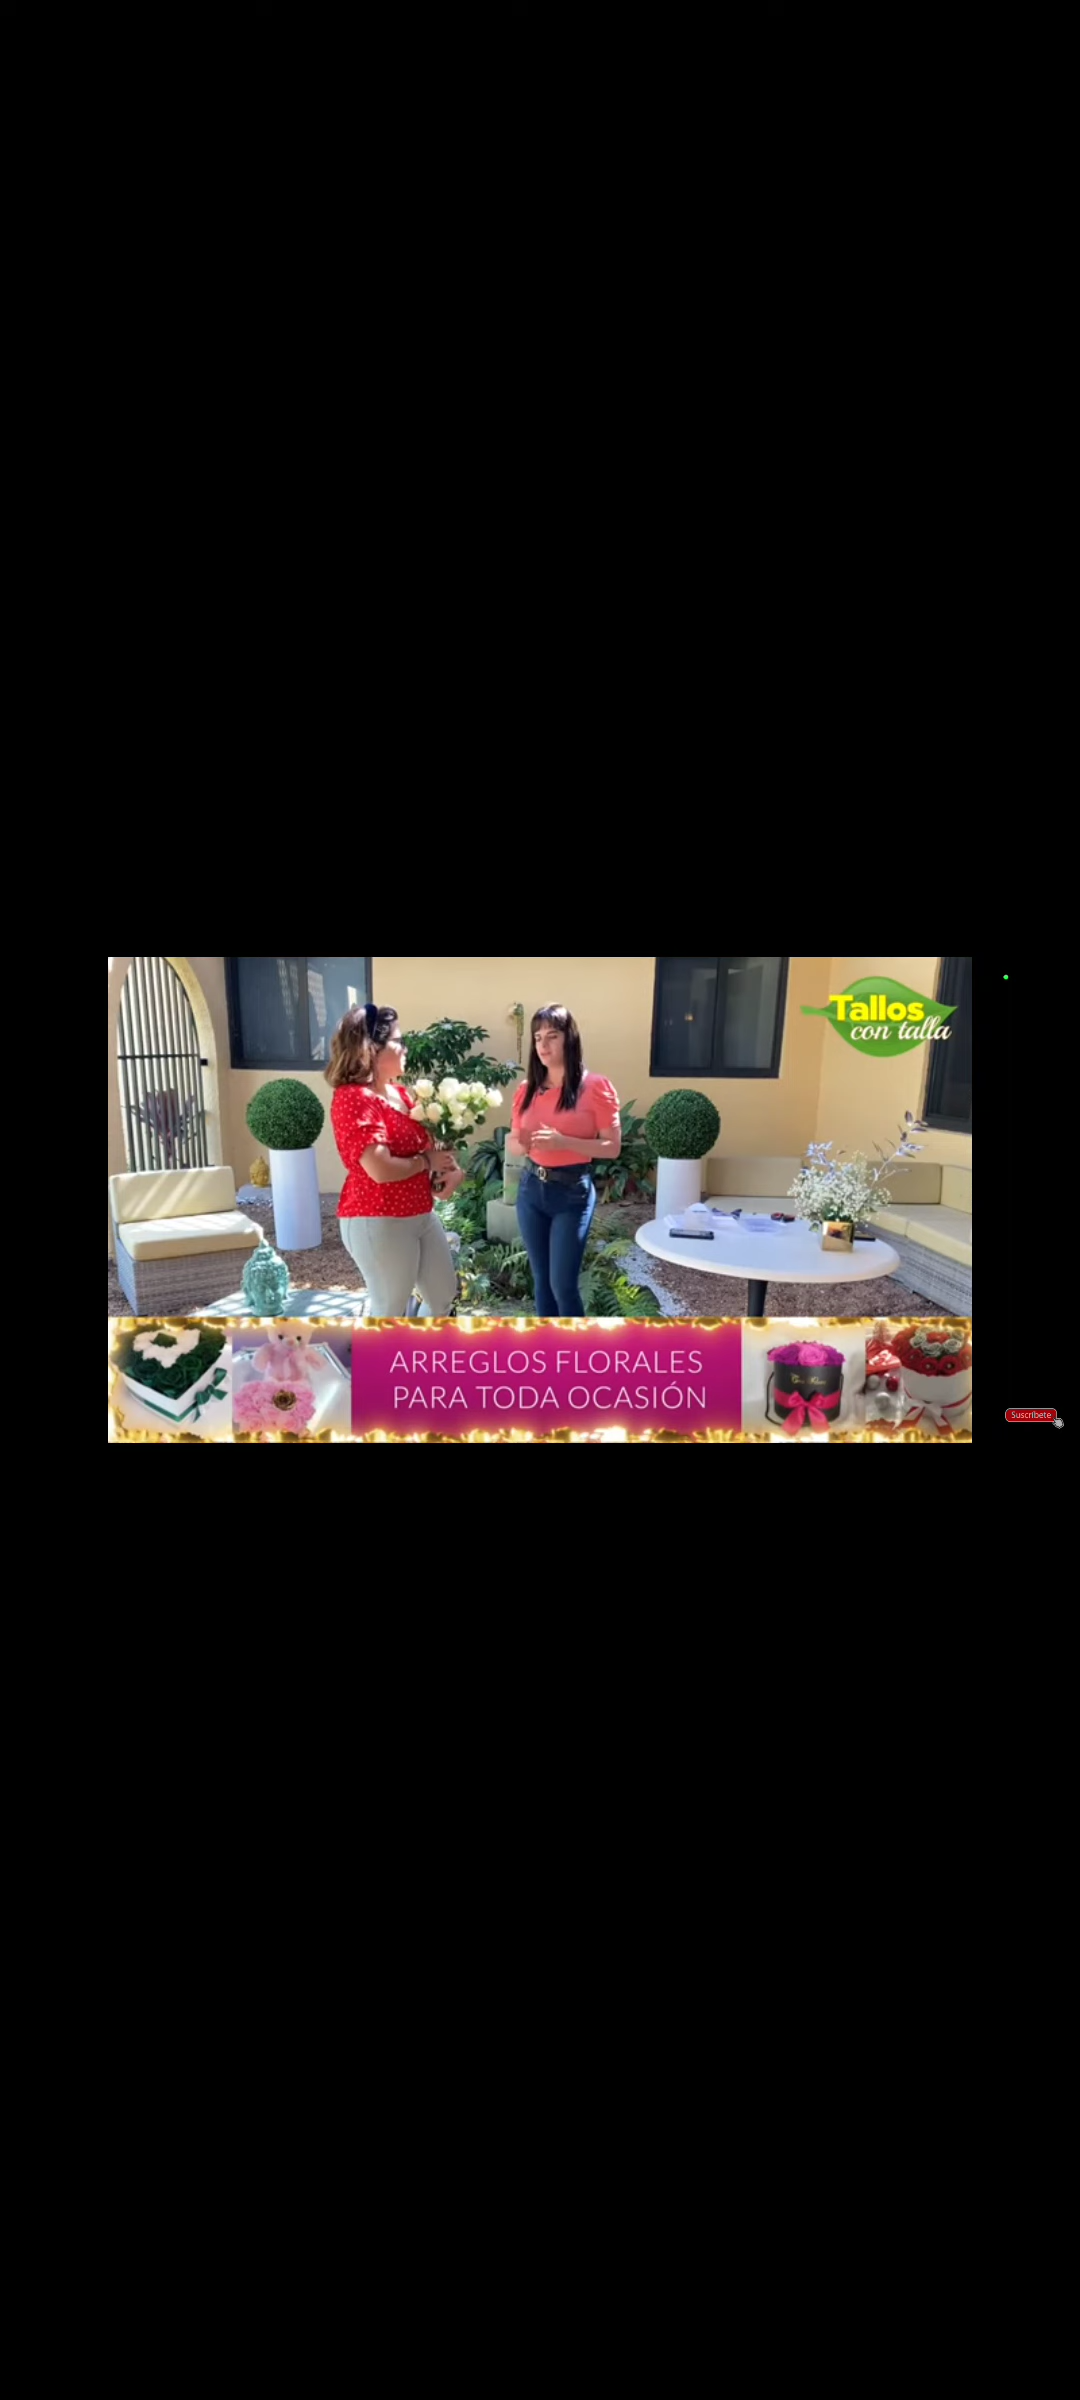 Tallos
con talla
ARREGLOS FLORALES
PARA TODA OCASIÓN
Suscríbete